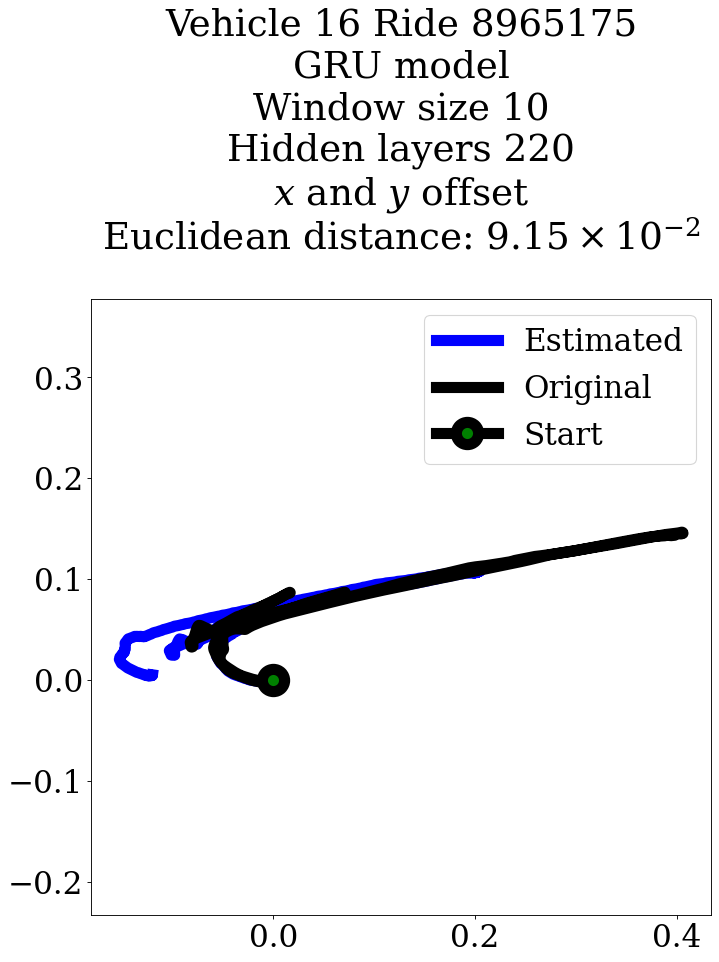 Vehicle 16 Ride 8965175
GRU model
Window size 10
Hidden layers 220
x and y offset
Euclidean distance: 9.15 × 10⁻²
Estimated
Original
Start
0.3
0.2
0.1
0.0
−0.1
−0.2
0.0 0.2 0.4